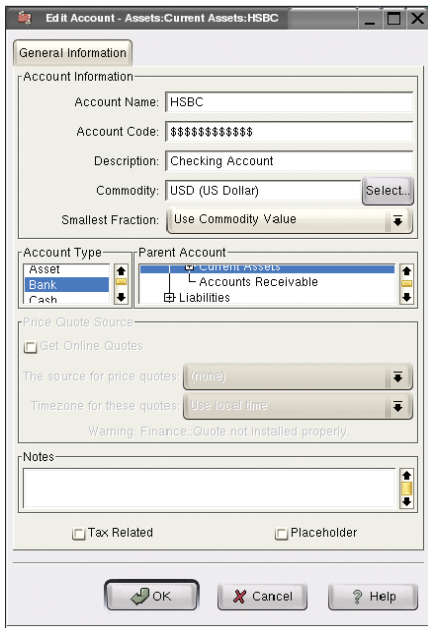 Edit Account - Assets:Current Assets:HSBC
General Information
Account Information
Account Name: HSBC
Account Code: $$$$$$$$$$$$
Description: Checking Account
Commodity: USD (US Dollar) Select...
Smallest Fraction: Use Commodity Value
Account Type Parent Account
Asset Current Assets
Bank Accounts Receivable
Cash Liabilities
Price Quote Source
Get Online Quotes
The source for price quotes: (none)
Timezone for these quotes: Use local time
Warning: Finance::Quote not installed properly.
Notes
Tax Related Placeholder
OK Cancel Help